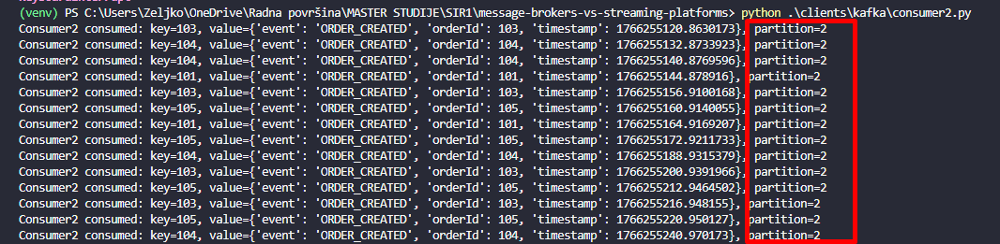 (venv) PS C:\Users\Zeljko\OneDrive\Radna površina\MASTER STUDIJE\SIR1\message-brokers-vs-streaming-platforms> python .\clients\kafka\consumer2.py
Consumer2 consumed: key=103, value={'event': 'ORDER_CREATED', 'orderId': 103, 'timestamp': 1766255120.8630173}, partition=2
Consumer2 consumed: key=104, value={'event': 'ORDER_CREATED', 'orderId': 104, 'timestamp': 1766255132.8733923}, partition=2
Consumer2 consumed: key=104, value={'event': 'ORDER_CREATED', 'orderId': 104, 'timestamp': 1766255140.8769596}, partition=2
Consumer2 consumed: key=101, value={'event': 'ORDER_CREATED', 'orderId': 101, 'timestamp': 1766255144.878916}, partition=2
Consumer2 consumed: key=103, value={'event': 'ORDER_CREATED', 'orderId': 103, 'timestamp': 1766255156.9100168}, partition=2
Consumer2 consumed: key=105, value={'event': 'ORDER_CREATED', 'orderId': 105, 'timestamp': 1766255160.9140055}, partition=2
Consumer2 consumed: key=101, value={'event': 'ORDER_CREATED', 'orderId': 101, 'timestamp': 1766255164.9169207}, partition=2
Consumer2 consumed: key=105, value={'event': 'ORDER_CREATED', 'orderId': 105, 'timestamp': 1766255172.9211733}, partition=2
Consumer2 consumed: key=104, value={'event': 'ORDER_CREATED', 'orderId': 104, 'timestamp': 1766255188.9315379}, partition=2
Consumer2 consumed: key=103, value={'event': 'ORDER_CREATED', 'orderId': 103, 'timestamp': 1766255200.9391966}, partition=2
Consumer2 consumed: key=105, value={'event': 'ORDER_CREATED', 'orderId': 105, 'timestamp': 1766255212.9464502}, partition=2
Consumer2 consumed: key=103, value={'event': 'ORDER_CREATED', 'orderId': 103, 'timestamp': 1766255216.948155}, partition=2
Consumer2 consumed: key=105, value={'event': 'ORDER_CREATED', 'orderId': 105, 'timestamp': 1766255220.950127}, partition=2
Consumer2 consumed: key=104, value={'event': 'ORDER_CREATED', 'orderId': 104, 'timestamp': 1766255240.970173}, partition=2